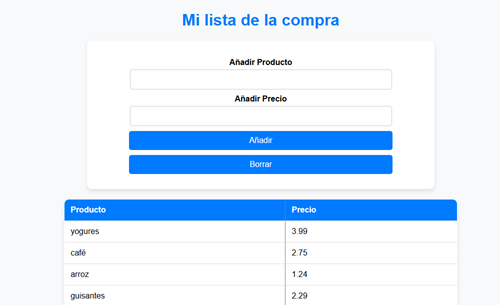 Mi lista de la compra
Añadir Producto
Añadir Precio
Añadir
Borrar
Producto Precio
yogures 3.99
café 2.75
arroz 1.24
guisantes 2.29